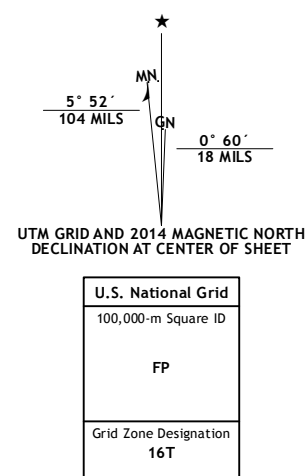 MN.
5° 52´
104 MILS
GN
0° 60´
18 MILS
UTM GRID AND 2014 MAGNETIC NORTH
DECLINATION AT CENTER OF SHEET
U.S. National Grid
100,000-m Square ID
FP
Grid Zone Designation
16T